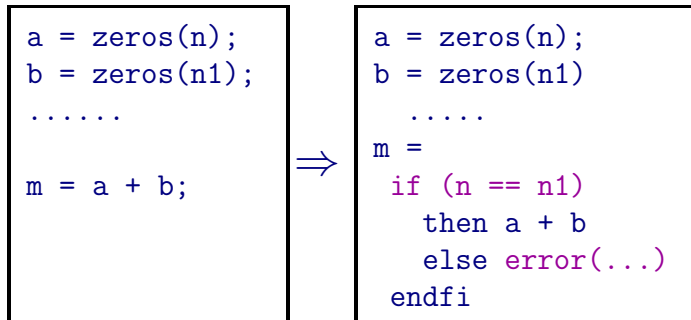 a = zeros(n);
b = zeros(n1);
......
m = a + b;
⇒
a = zeros(n);
b = zeros(n1)
.....
m =
if (n == n1)
then a + b
else error(...)
endfi